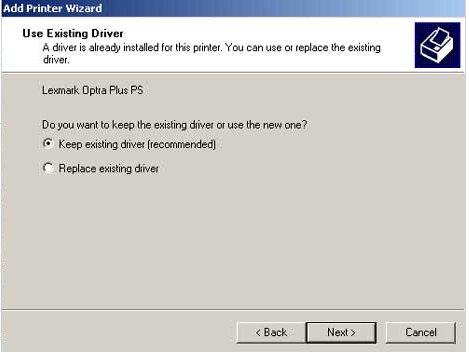 Add Printer Wizard
Use Existing Driver
A driver is already installed for this printer. You can use or replace the existing
driver.
Lexmark Optra Plus PS
Do you want to keep the existing driver or use the new one?
Keep existing driver (recommended)
Replace existing driver
< Back Next > Cancel